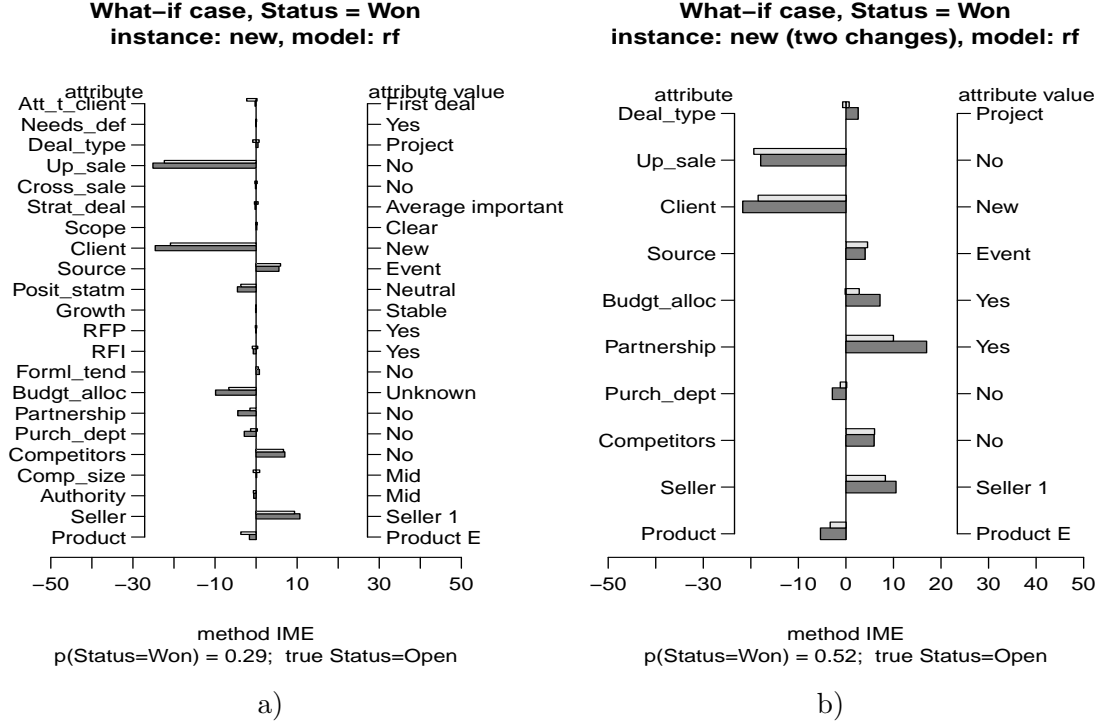 What−if case, Status = Won
instance: new, model: rf
attribute
attribute value
Att_t_client First deal
Needs_def Yes
Deal_type Project
Up_sale No
Cross_sale No
Strat_deal Average important
Scope Clear
Client New
Source Event
Posit_statm Neutral
Growth Stable
RFP Yes
RFI Yes
Forml_tend No
Budgt_alloc Unknown
Partnership No
Purch_dept No
Competitors No
Comp_size Mid
Authority Mid
Seller Seller 1
Product Product E
−50 −30 −10 0 10 20 30 40 50
method IME
p(Status=Won) = 0.29; true Status=Open
a)
What−if case, Status = Won
instance: new (two changes), model: rf
attribute
attribute value
Deal_type Project
Up_sale No
Client New
Source Event
Budgt_alloc Yes
Partnership Yes
Purch_dept No
Competitors No
Seller Seller 1
Product Product E
−50 −30 −10 0 10 20 30 40 50
method IME
p(Status=Won) = 0.52; true Status=Open
b)